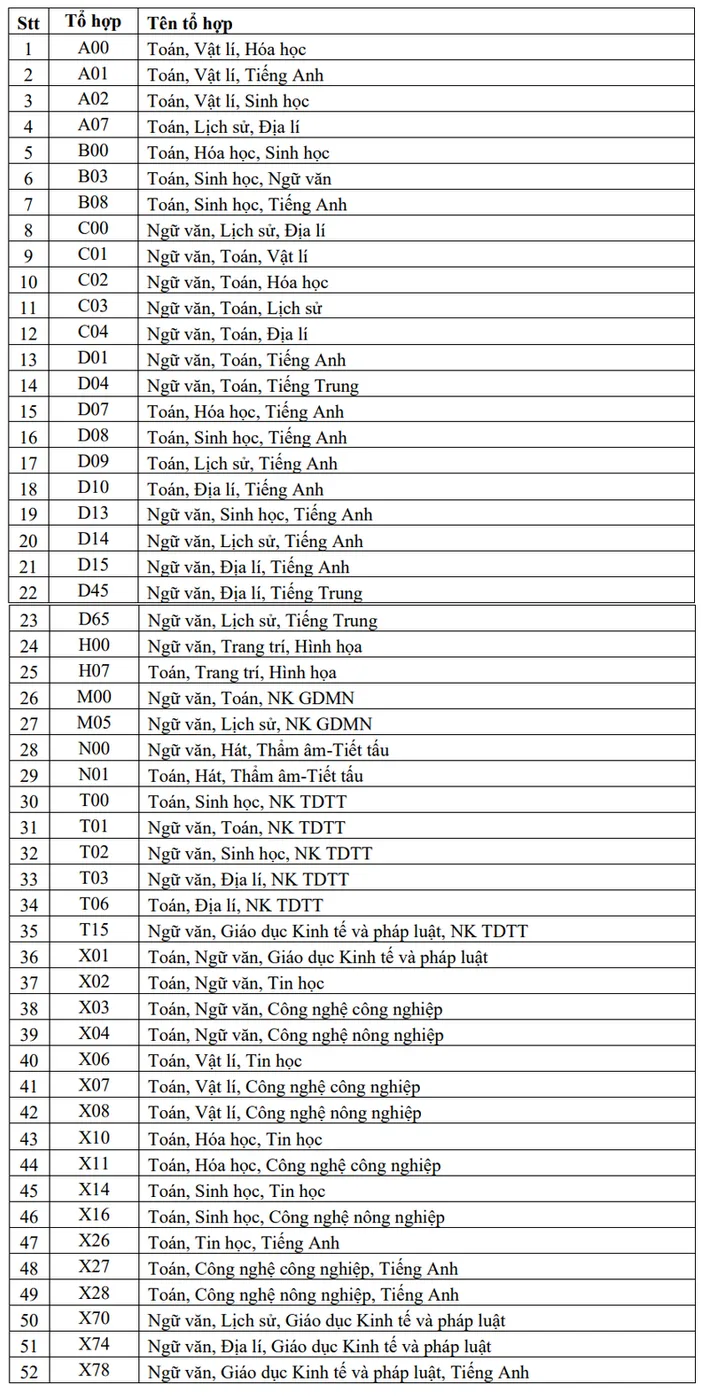 Stt Tổ hợp Tên tổ hợp
1 A00 Toán, Vật lí, Hóa học
2 A01 Toán, Vật lí, Tiếng Anh
3 A02 Toán, Vật lí, Sinh học
4 A07 Toán, Lịch sử, Địa lí
5 B00 Toán, Hóa học, Sinh học
6 B03 Toán, Sinh học, Ngữ văn
7 B08 Toán, Sinh học, Tiếng Anh
8 C00 Ngữ văn, Lịch sử, Địa lí
9 C01 Ngữ văn, Toán, Vật lí
10 C02 Ngữ văn, Toán, Hóa học
11 C03 Ngữ văn, Toán, Lịch sử
12 C04 Ngữ văn, Toán, Địa lí
13 D01 Ngữ văn, Toán, Tiếng Anh
14 D04 Ngữ văn, Toán, Tiếng Trung
15 D07 Toán, Hóa học, Tiếng Anh
16 D08 Toán, Sinh học, Tiếng Anh
17 D09 Toán, Lịch sử, Tiếng Anh
18 D10 Toán, Địa lí, Tiếng Anh
19 D13 Ngữ văn, Sinh học, Tiếng Anh
20 D14 Ngữ văn, Lịch sử, Tiếng Anh
21 D15 Ngữ văn, Địa lí, Tiếng Anh
22 D45 Ngữ văn, Địa lí, Tiếng Trung
23 D65 Ngữ văn, Lịch sử, Tiếng Trung
24 H00 Ngữ văn, Trang trí, Hình họa
25 H07 Toán, Trang trí, Hình họa
26 M00 Ngữ văn, Toán, NK GDMN
27 M05 Ngữ văn, Lịch sử, NK GDMN
28 N00 Ngữ văn, Hát, Thẩm âm-Tiết tấu
29 N01 Toán, Hát, Thẩm âm-Tiết tấu
30 T00 Toán, Sinh học, NK TDTT
31 T01 Ngữ văn, Toán, NK TDTT
32 T02 Ngữ văn, Sinh học, NK TDTT
33 T03 Ngữ văn, Địa lí, NK TDTT
34 T06 Toán, Địa lí, NK TDTT
35 T15 Ngữ văn, Giáo dục Kinh tế và pháp luật, NK TDTT
36 X01 Toán, Ngữ văn, Giáo dục Kinh tế và pháp luật
37 X02 Toán, Ngữ văn, Tin học
38 X03 Toán, Ngữ văn, Công nghệ công nghiệp
39 X04 Toán, Ngữ văn, Công nghệ nông nghiệp
40 X06 Toán, Vật lí, Tin học
41 X07 Toán, Vật lí, Công nghệ công nghiệp
42 X08 Toán, Vật lí, Công nghệ nông nghiệp
43 X10 Toán, Hóa học, Tin học
44 X11 Toán, Hóa học, Công nghệ công nghiệp
45 X14 Toán, Sinh học, Tin học
46 X16 Toán, Sinh học, Công nghệ nông nghiệp
47 X26 Toán, Tin học, Tiếng Anh
48 X27 Toán, Công nghệ công nghiệp, Tiếng Anh
49 X28 Toán, Công nghệ nông nghiệp, Tiếng Anh
50 X70 Ngữ văn, Lịch sử, Giáo dục Kinh tế và pháp luật
51 X74 Ngữ văn, Địa lí, Giáo dục Kinh tế và pháp luật
52 X78 Ngữ văn, Giáo dục Kinh tế và pháp luật, Tiếng Anh